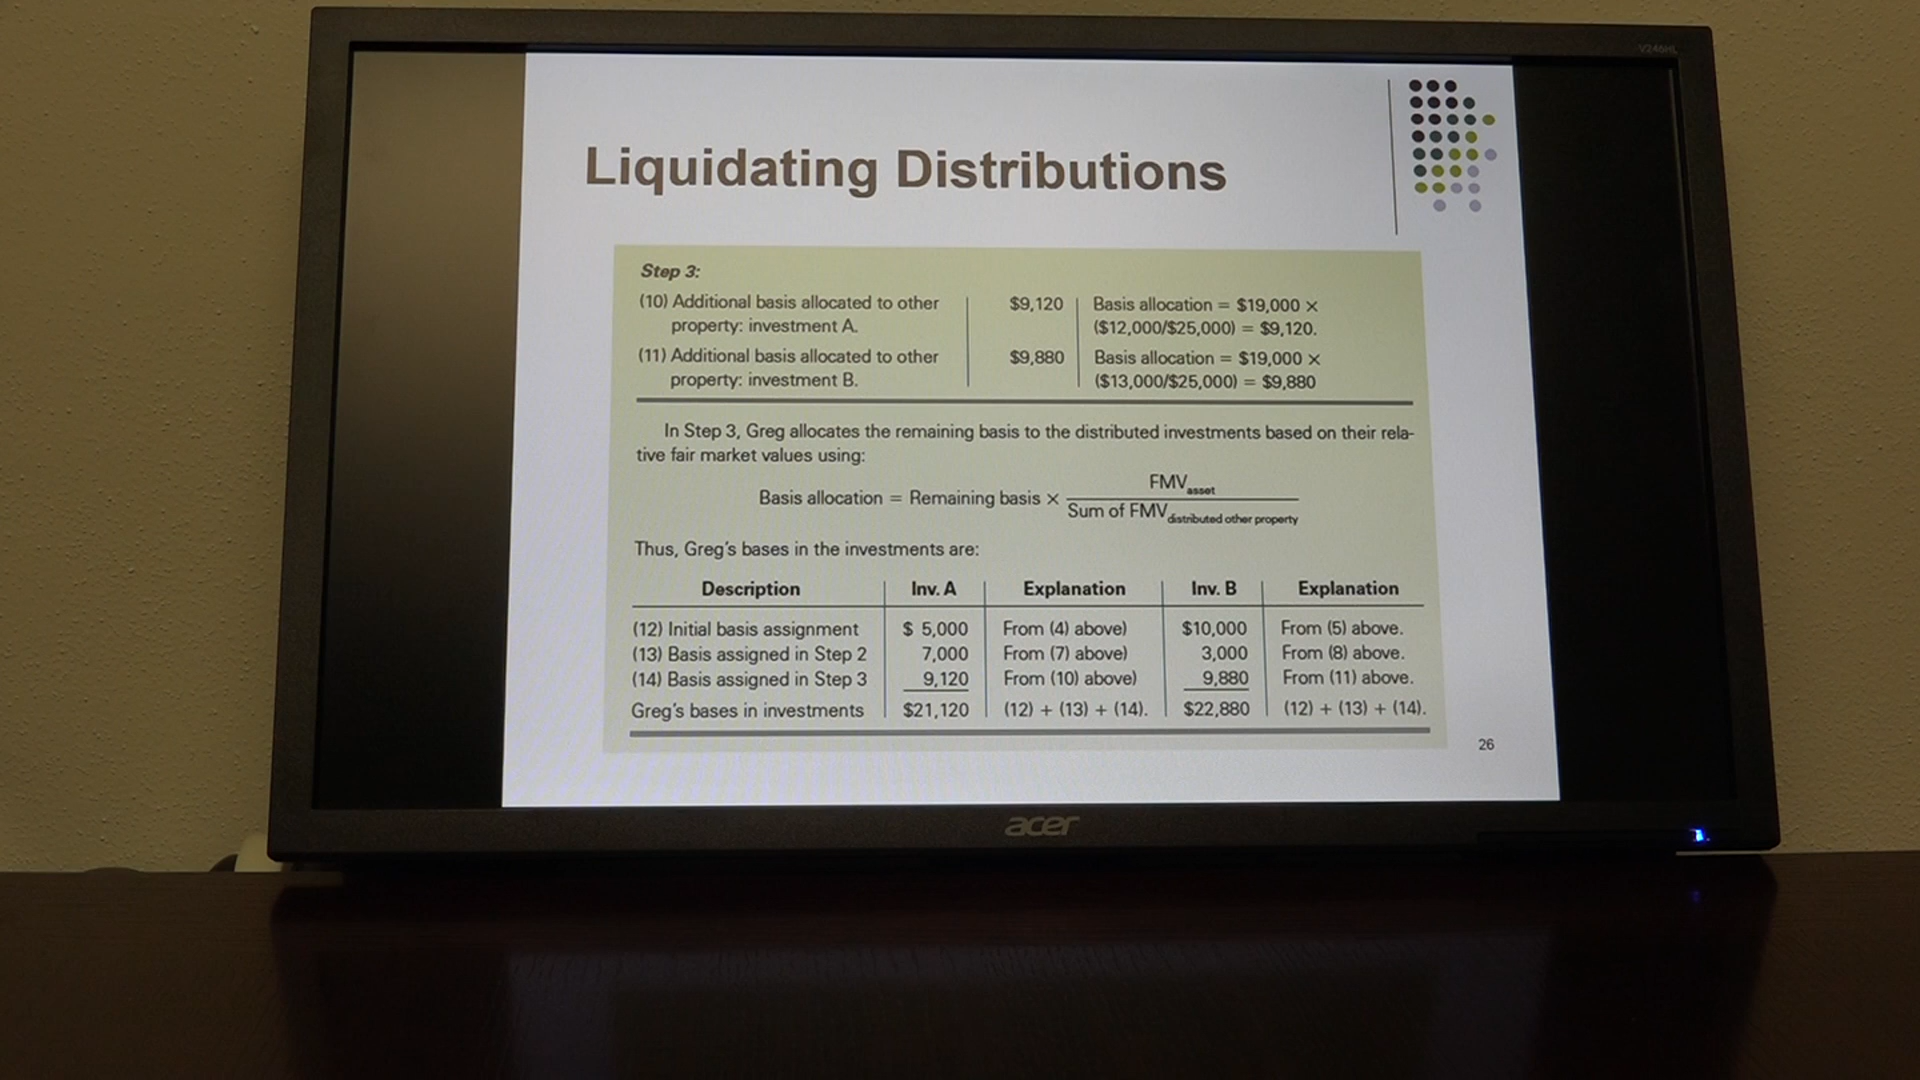 V246HL
Liquidating Distributions
Step 3:
(10) Additional basis allocated to other property: investment A. $9,120 Basis allocation = $19,000 × ($12,000/$25,000) = $9,120.
(11) Additional basis allocated to other property: investment B. $9,880 Basis allocation = $19,000 × ($13,000/$25,000) = $9,880
In Step 3, Greg allocates the remaining basis to the distributed investments based on their rela-
tive fair market values using:
Basis allocation = Remaining basis × FMVasset / Sum of FMVdistributed other property
Thus, Greg's bases in the investments are:
Description Inv. A Explanation Inv. B Explanation
(12) Initial basis assignment $ 5,000 From (4) above) $10,000 From (5) above.
(13) Basis assigned in Step 2 7,000 From (7) above) 3,000 From (8) above.
(14) Basis assigned in Step 3 9,120 From (10) above) 9,880 From (11) above.
Greg's bases in investments $21,120 (12) + (13) + (14). $22,880 (12) + (13) + (14).
26
acer